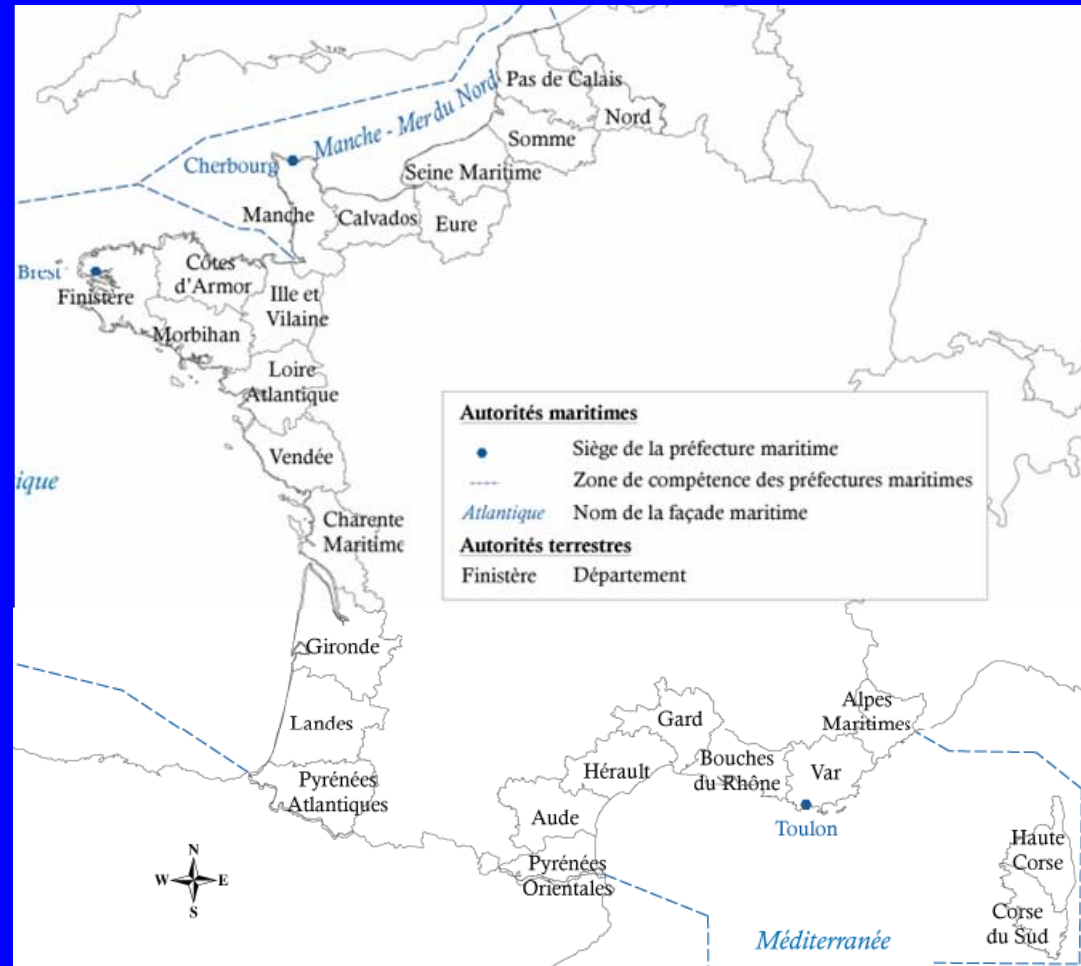 Pas de Calais
Nord
Manche - Mer du Nord
Somme
Cherbourg
Seine Maritime
Manche
Calvados
Eure
Brest
Côtes
d'Armor
Finistère
Ille et
Vilaine
Morbihan
Loire
Atlantique
Vendée
ique
Charente
Maritime
Autorités maritimes
Siège de la préfecture maritime
Zone de compétence des préfectures maritimes
Atlantique Nom de la façade maritime
Autorités terrestres
Finistère Département
Gironde
Landes
Pyrénées
Atlantiques
Gard
Alpes
Maritimes
Hérault
Bouches
du Rhône
Var
Aude
Toulon
Pyrénées
Orientales
Haute
Corse
Corse
du Sud
Méditerranée
N
W E
S